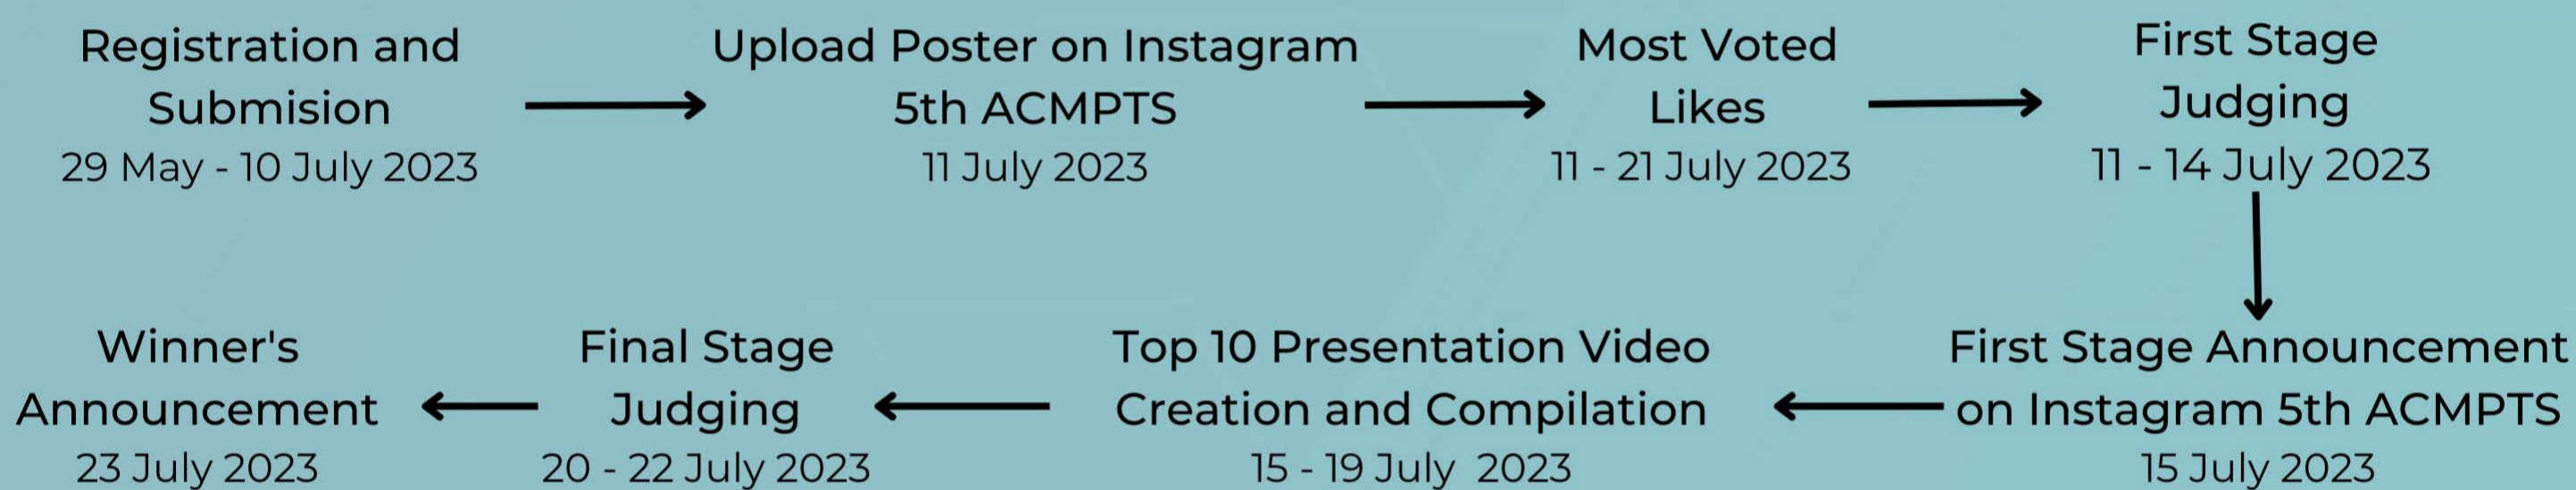 Registration and
Submision
29 May - 10 July 2023
Upload Poster on Instagram
5th ACMPTS
11 July 2023
Most Voted
Likes
11 - 21 July 2023
First Stage
Judging
11 - 14 July 2023
First Stage Announcement
on Instagram 5th ACMPTS
15 July 2023
Top 10 Presentation Video
Creation and Compilation
15 - 19 July 2023
Final Stage
Judging
20 - 22 July 2023
Winner's
Announcement
23 July 2023